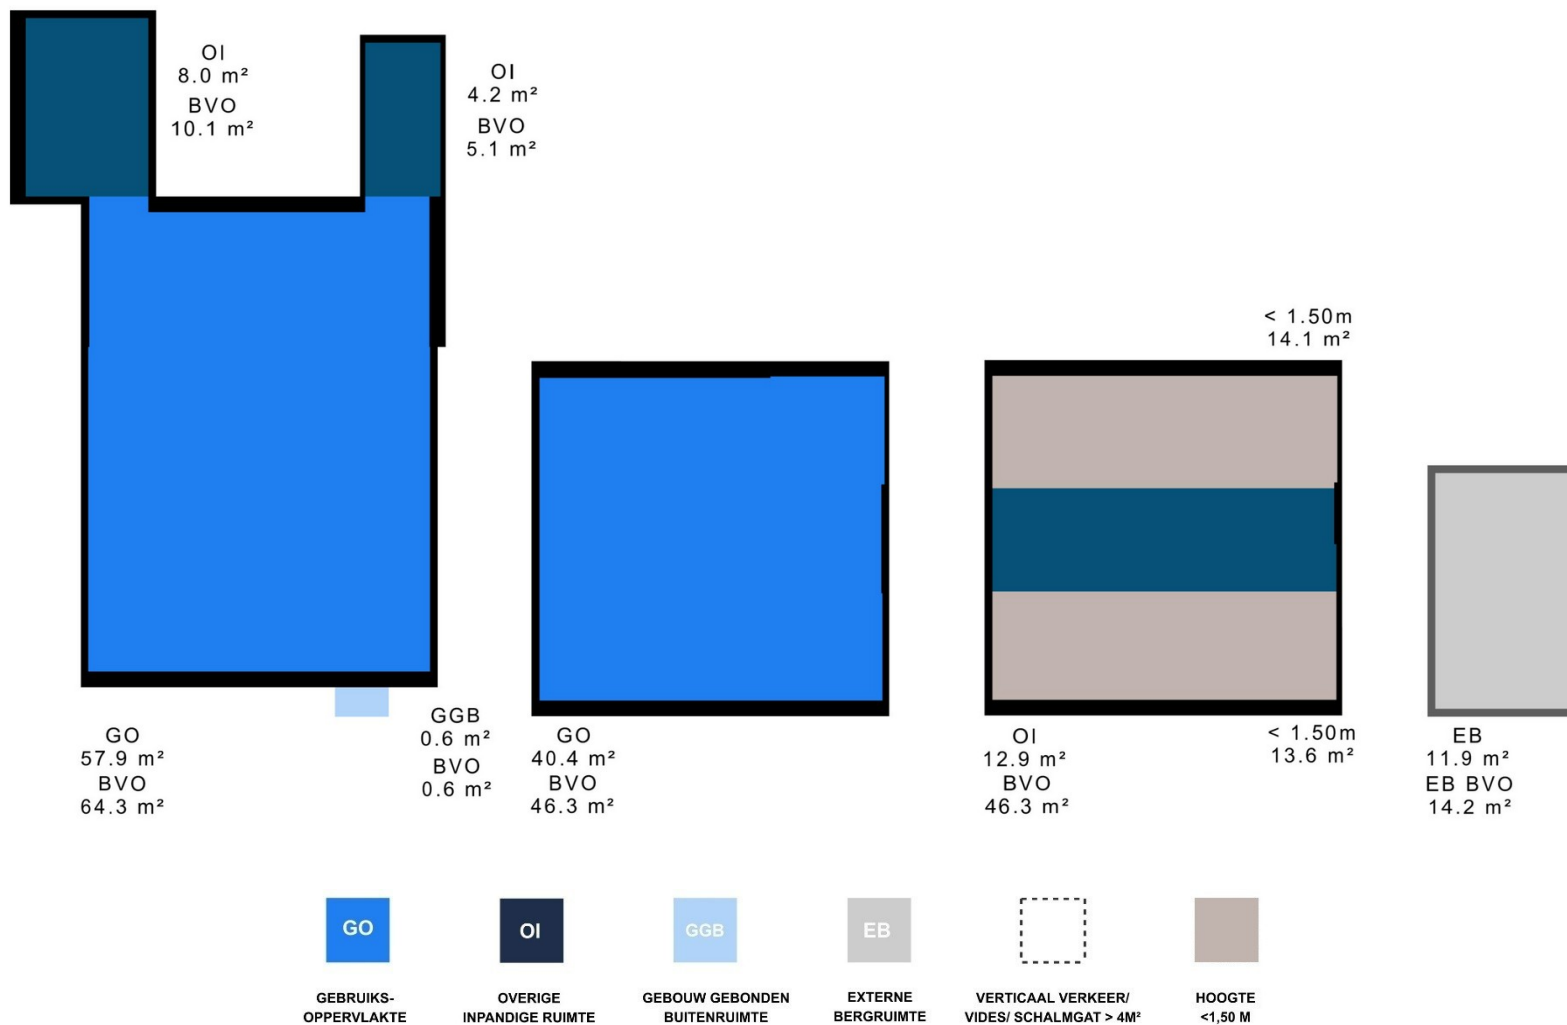 OI
8.0 m²
BVO
10.1 m²
OI
4.2 m²
BVO
5.1 m²
< 1.50m
14.1 m²
GO
57.9 m²
BVO
64.3 m²
GGB
0.6 m²
BVO
0.6 m²
GO
40.4 m²
BVO
46.3 m²
OI
12.9 m²
BVO
46.3 m²
< 1.50m
13.6 m²
EB
11.9 m²
EB BVO
14.2 m²
GO
OI
GGB
EB
GEBRUIKS-
OPPERVLAKTE
OVERIGE
INPANDIGE RUIMTE
GEBOUW GEBONDEN
BUITENRUIMTE
EXTERNE
BERGRUIMTE
VERTICAAL VERKEER/
VIDES/ SCHALMGAT > 4M²
HOOGTE
<1,50 M